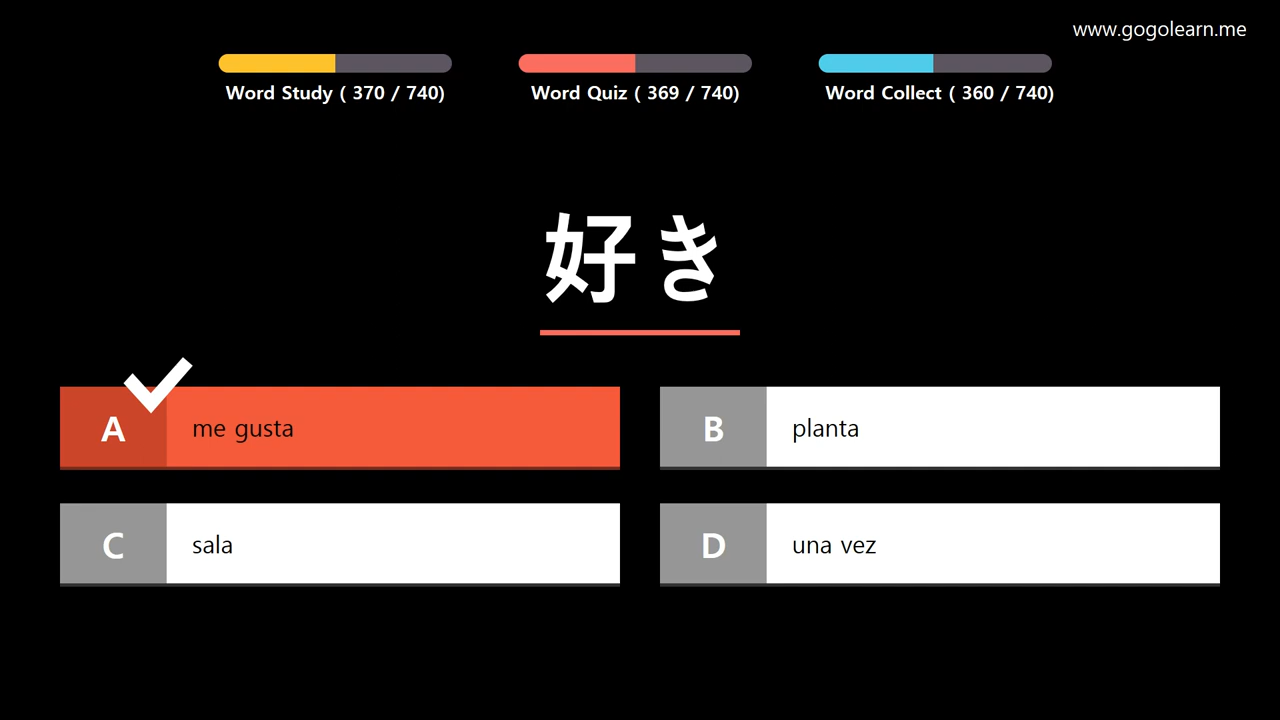 www.gogolearn.me
Word Study ( 370 / 740)
Word Quiz ( 369 / 740)
Word Collect ( 360 / 740)
好き
A me gusta
B planta
C sala
D una vez